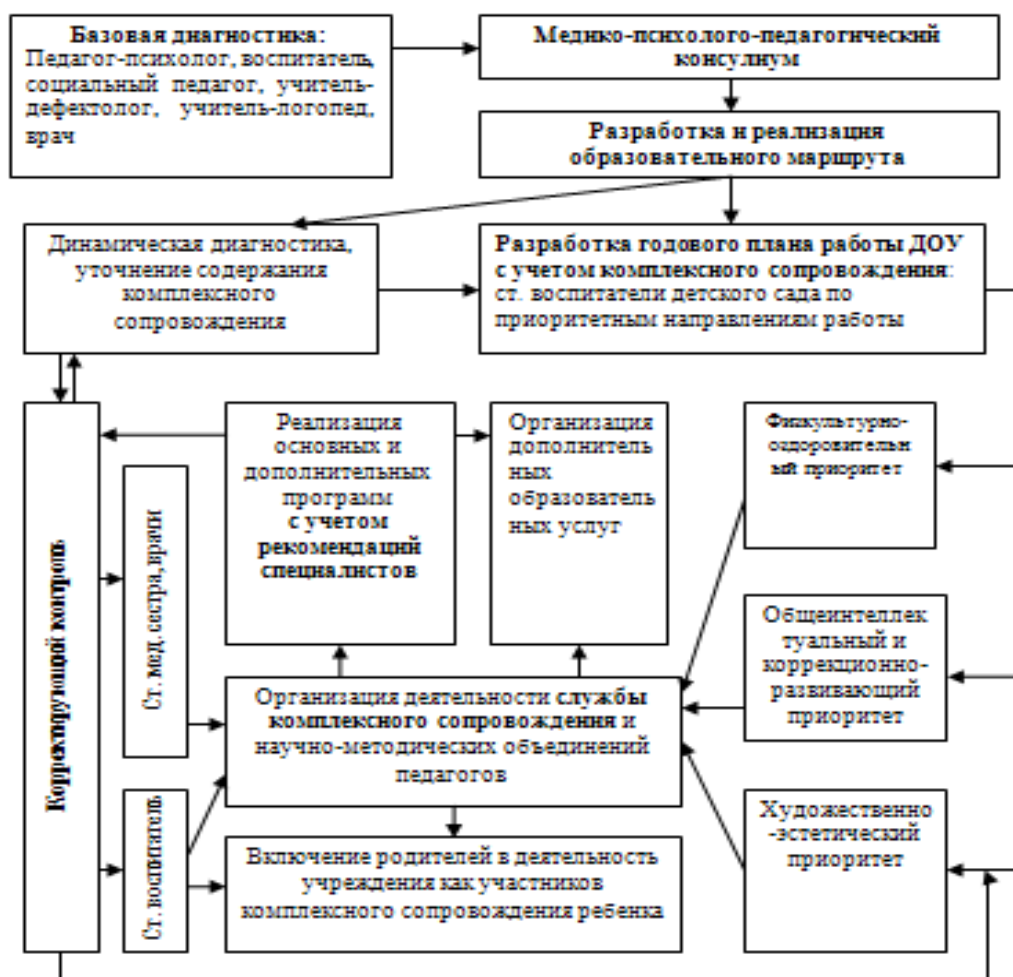 Базовая диагностика:
Педагог-психолог, воспитатель,
социальный педагог, учитель-
дефектолог, учитель-логопед,
врач
Медико-психолого-педагогический
консилиум
Разработка и реализация
образовательного маршрута
Динамическая диагностика,
уточнение содержания
комплексного
сопровождения
Разработка годового плана работы ДОУ
с учетом комплексного сопровождения:
ст. воспитатели детского сада по
приоритетным направлениям работы
Корректирующий контроль
Ст. мед. сестра, врачи
Ст. воспитатель
Реализация
основных и
дополнительных
программ
с учетом
рекомендаций
специалистов
Организация
дополнитель
ных
образователь
ных услуг
Физкультурно-
оздоровительн
ый приоритет
Общеинтеллек
туальный и
коррекционно-
развивающий
приоритет
Художественно
-эстетический
приоритет
Организация деятельности службы
комплексного сопровождения и
научно-методических объединений
педагогов
Включение родителей в деятельность
учреждения как участников
комплексного сопровождения ребенка